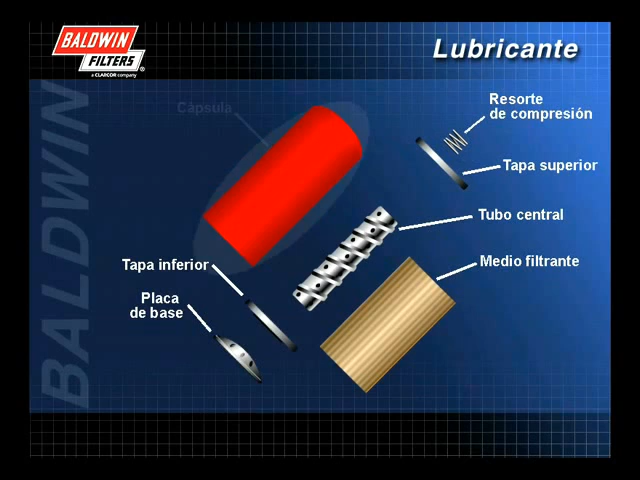 BALDWIN
FILTERS
®
a CLARCOR company
Lubricante
BALDWIN
Cápsula
Resorte
de compresión
Tapa superior
Tubo central
Medio filtrante
Tapa inferior
Placa
de base